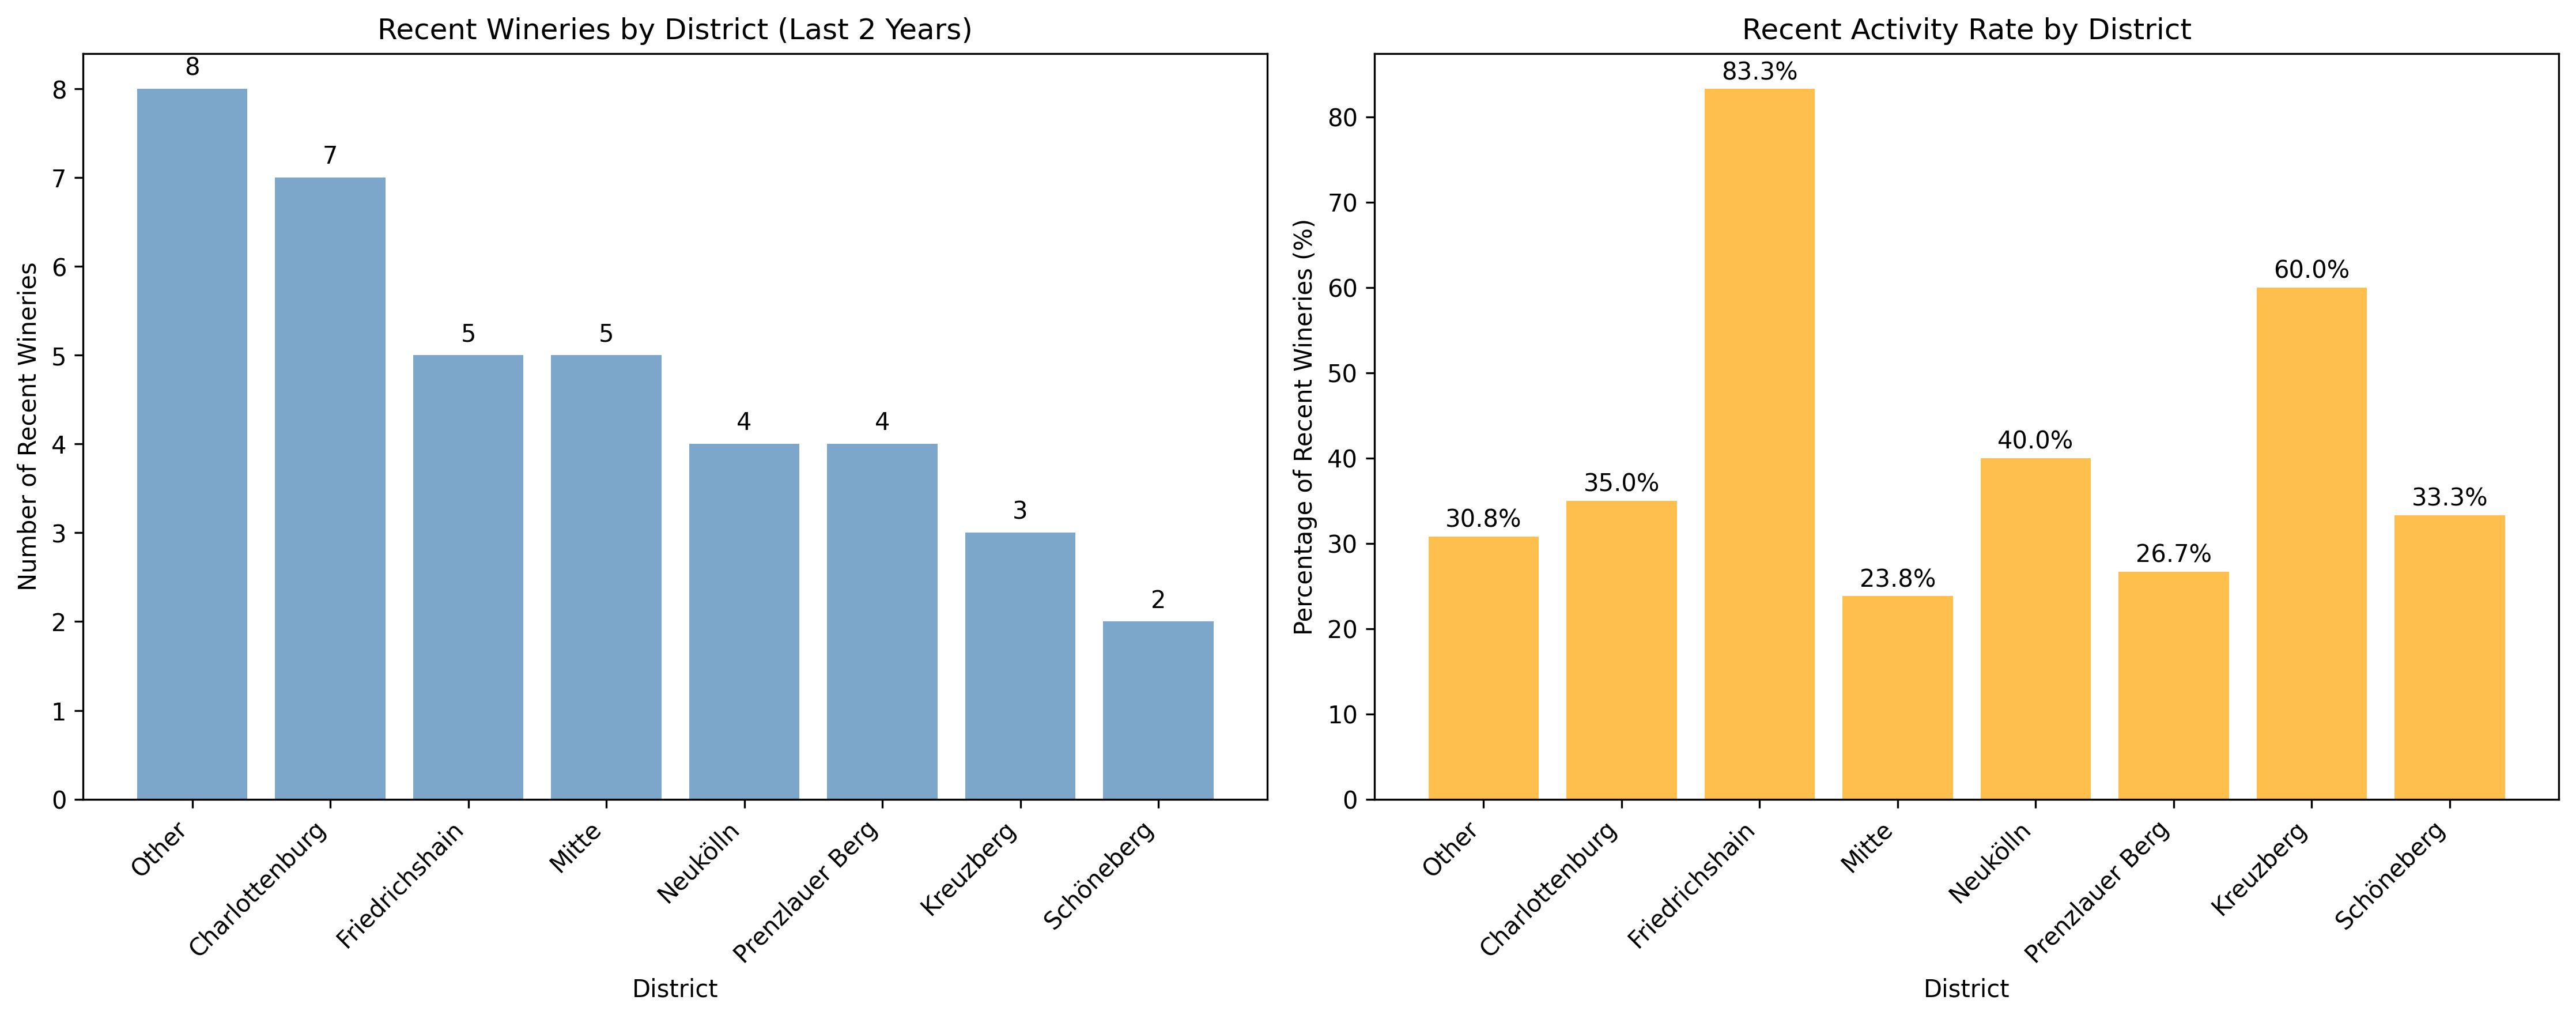 Recent Wineries by District (Last 2 Years)
Number of Recent Wineries
8
7
6
5
4
3
2
1
0
8
7
5
5
4
4
3
2
Other
Charlottenburg
Friedrichshain
Mitte
Neukölln
Prenzlauer Berg
Kreuzberg
Schöneberg
District
Recent Activity Rate by District
Percentage of Recent Wineries (%)
80
70
60
50
40
30
20
10
0
30.8%
35.0%
83.3%
23.8%
40.0%
26.7%
60.0%
33.3%
Other
Charlottenburg
Friedrichshain
Mitte
Neukölln
Prenzlauer Berg
Kreuzberg
Schöneberg
District